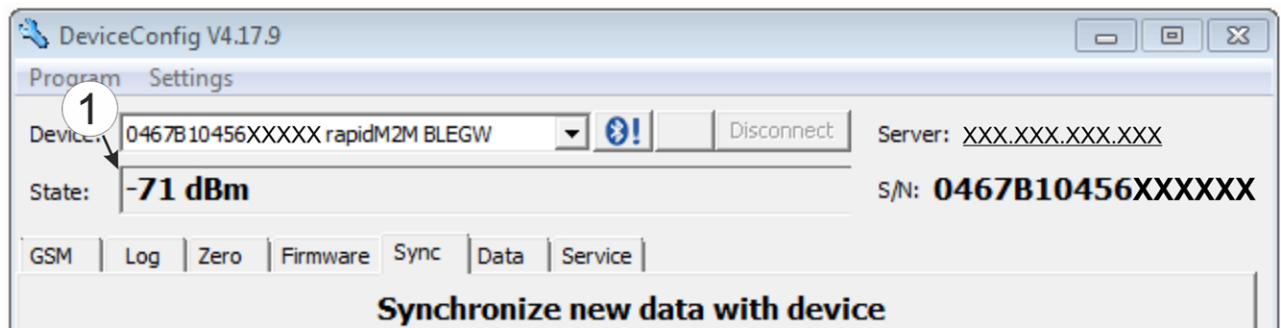 DeviceConfig V4.17.9
Program Settings
1
Device: 0467B10456XXXXX rapidM2M BLEGW ! Disconnect Server: XXX.XXX.XXX.XXX
State: -71 dBm S/N: 0467B10456XXXXXX
GSM Log Zero Firmware Sync Data Service
Synchronize new data with device